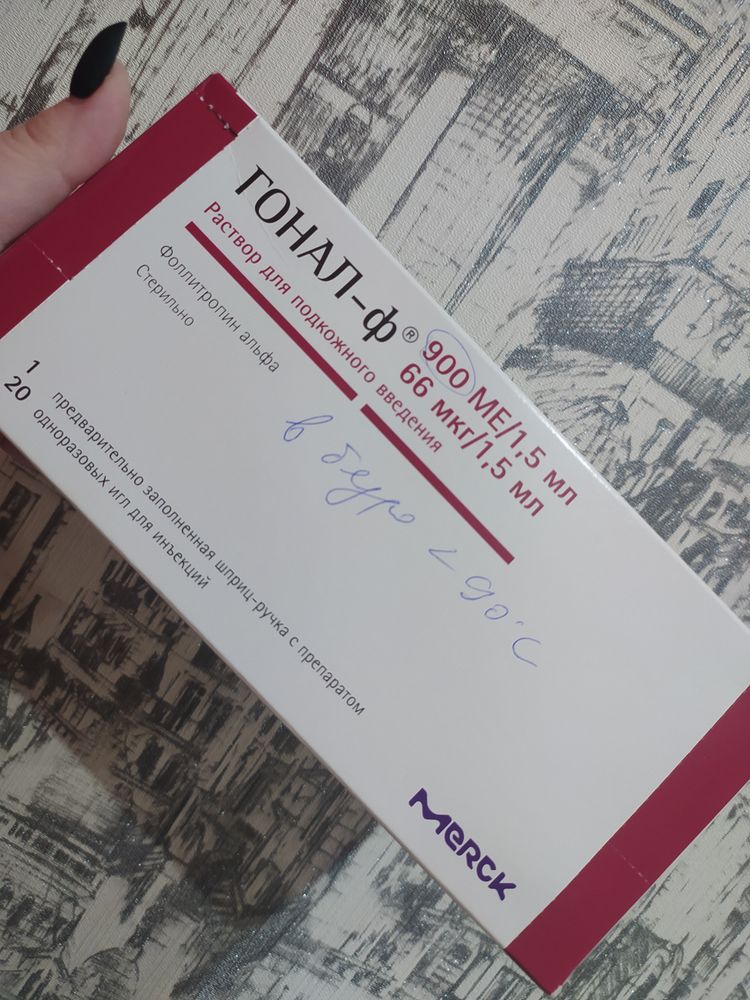 ГОНАЛ-ф® 900 МЕ/1,5 мл
66 мкг/1,5 мл
Раствор для подкожного введения
Фоллитропин альфа
Стерильно
в
1 предварительно заполненная шприц-ручка с препаратом
20 одноразовых игл для инъекций
MERCK